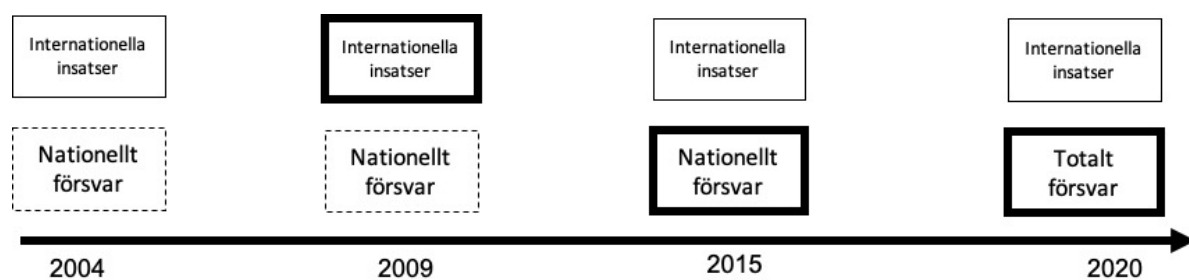 Internationella
insatser
Internationella
insatser
Internationella
insatser
Internationella
insatser
Nationellt
försvar
Nationellt
försvar
Nationellt
försvar
Totalt
försvar
2004
2009
2015
2020